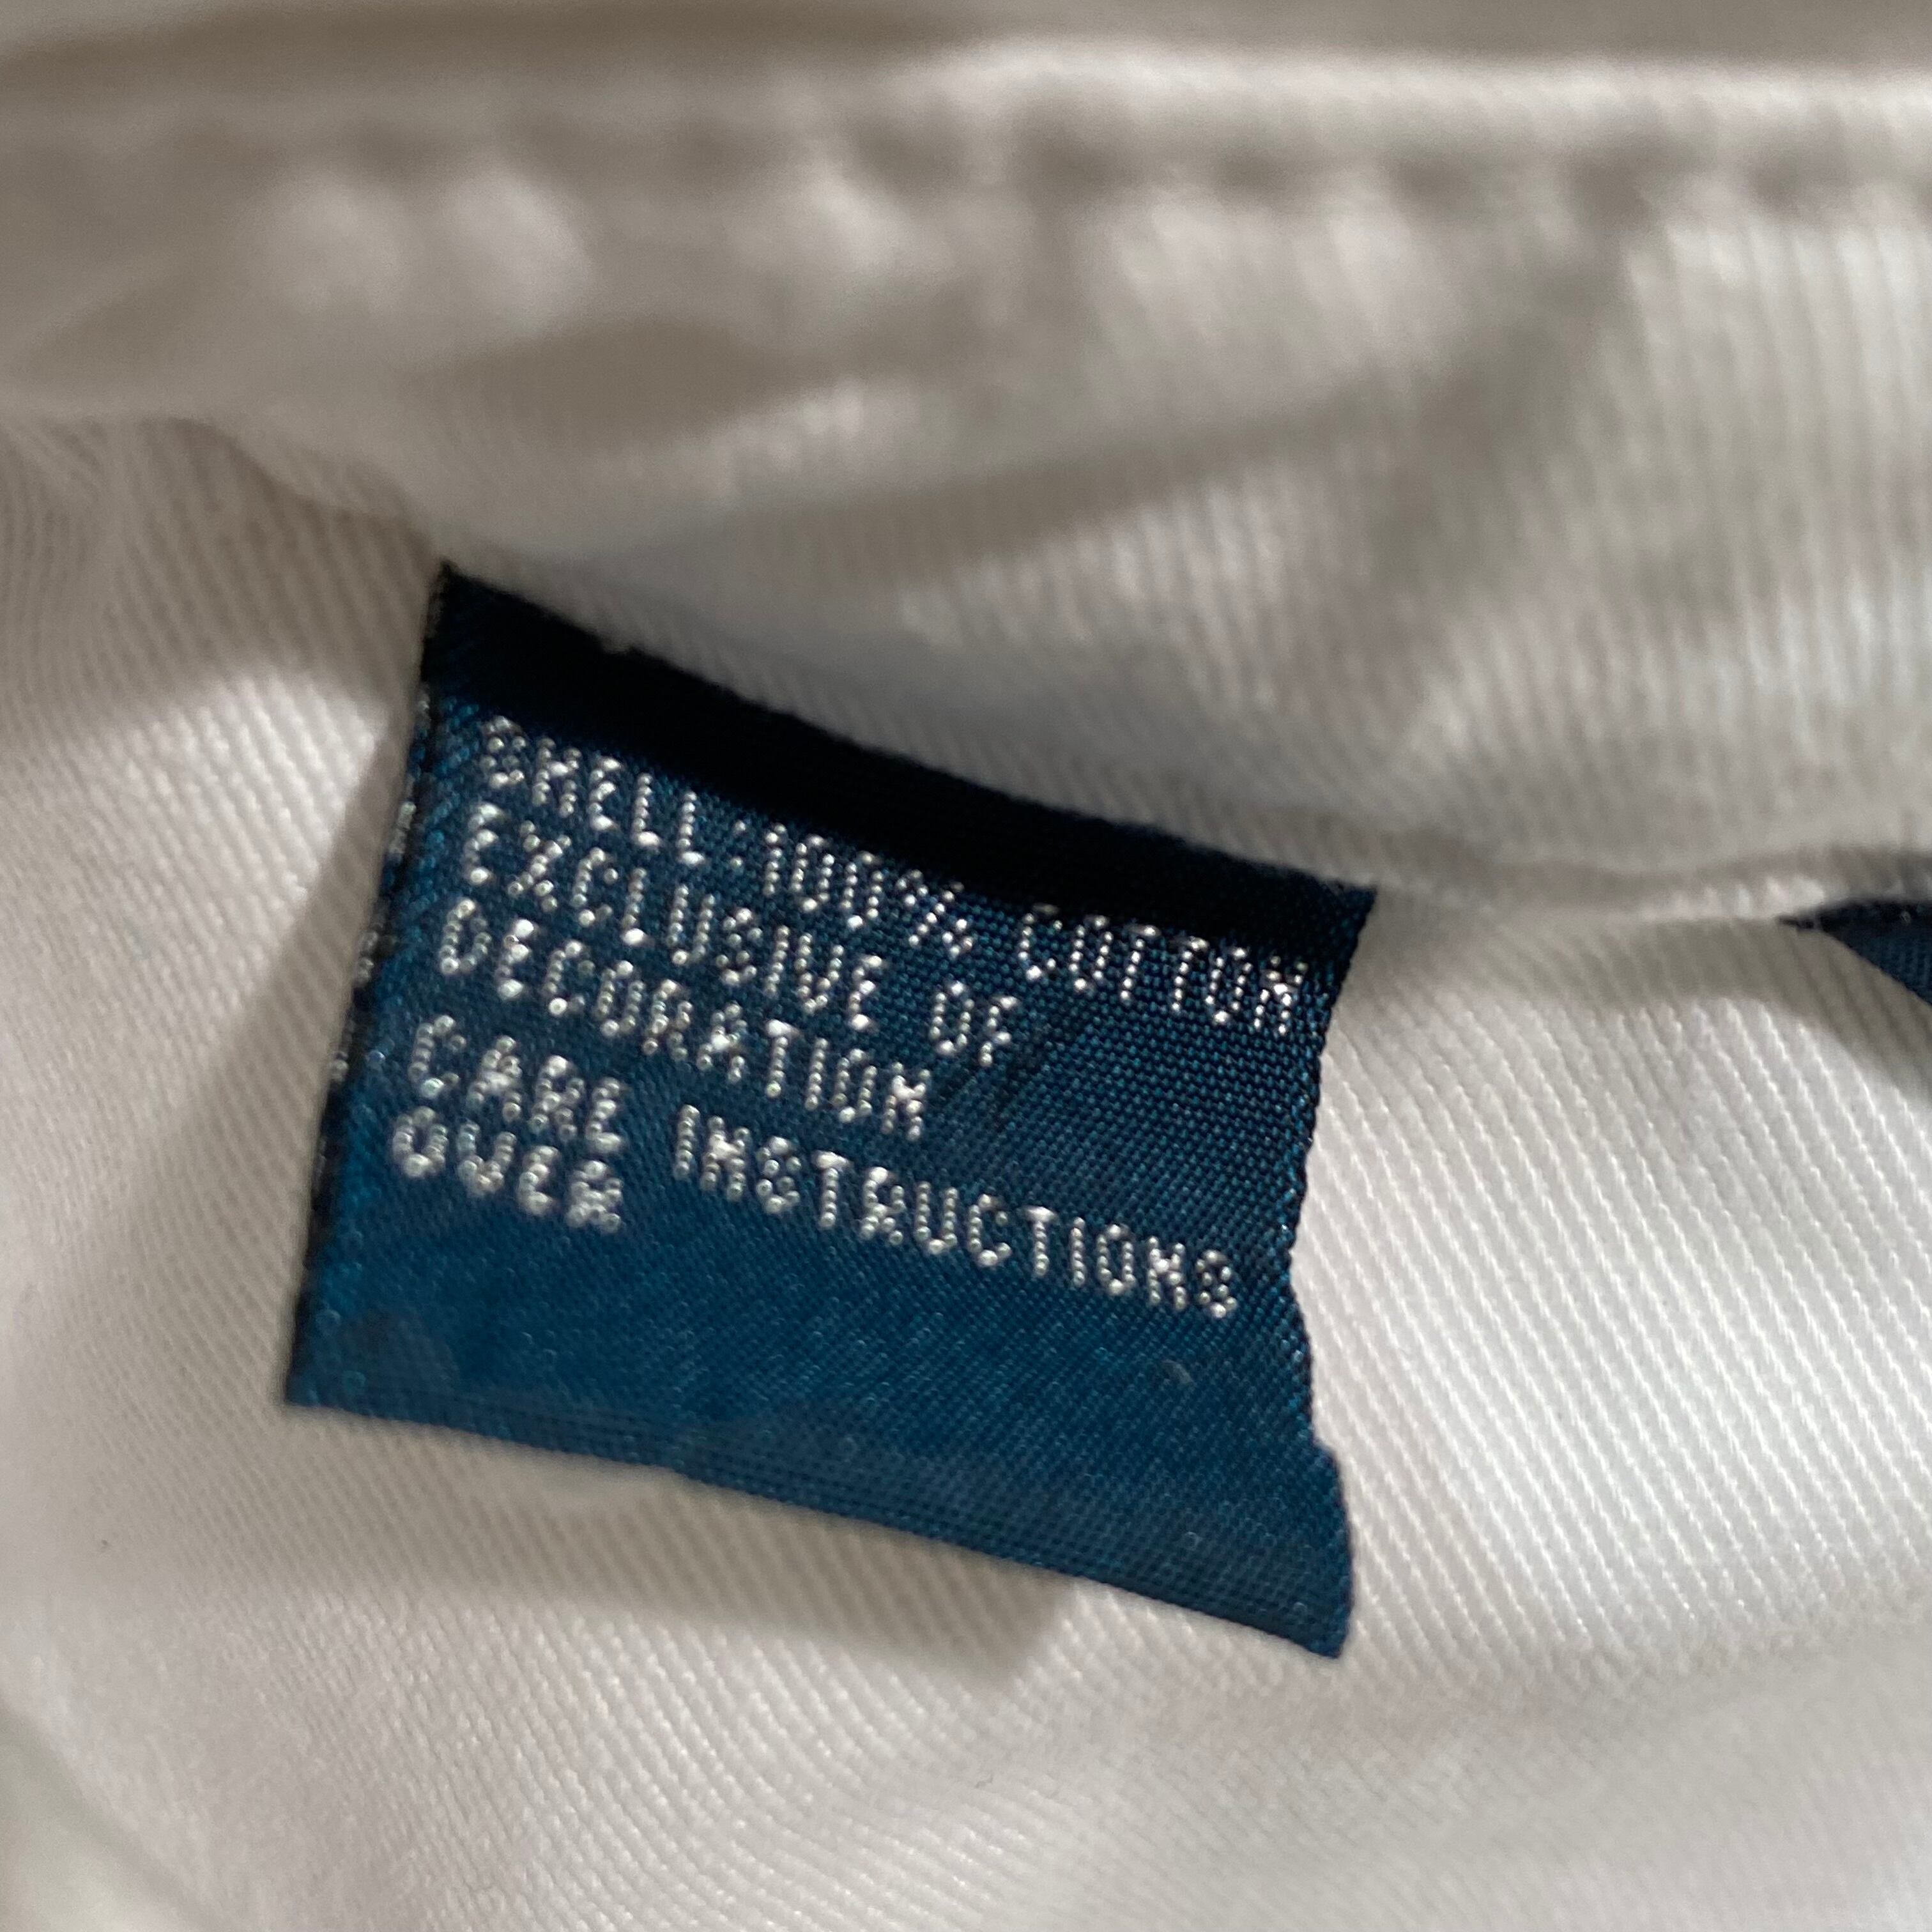 SHELL:100% COTTON
EXCLUSIVE OF
DECORATION
CARE INSTRUCTIONS
OVER